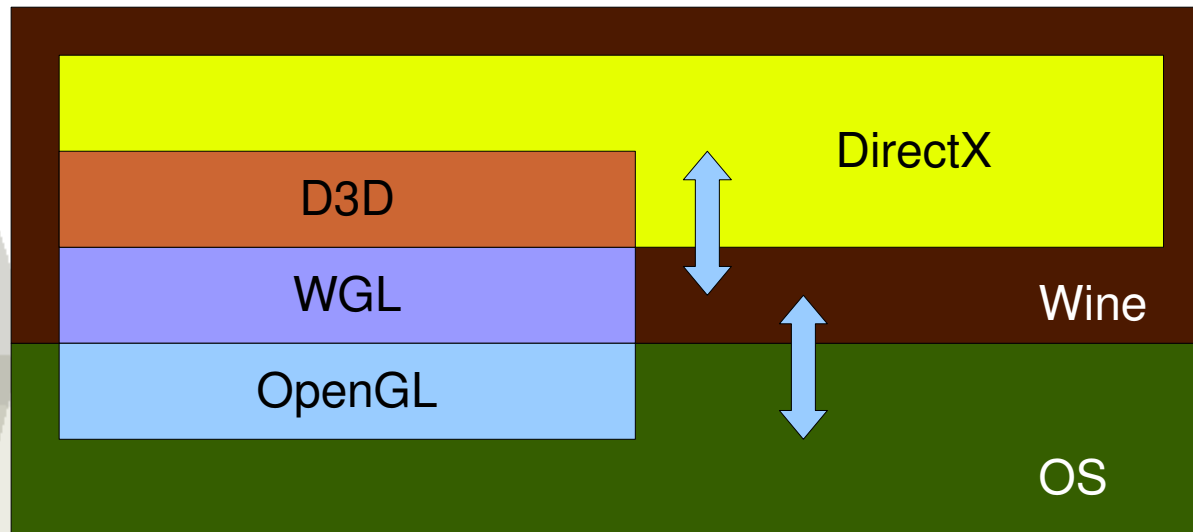 DirectX
D3D
WGL
Wine
OpenGL
OS